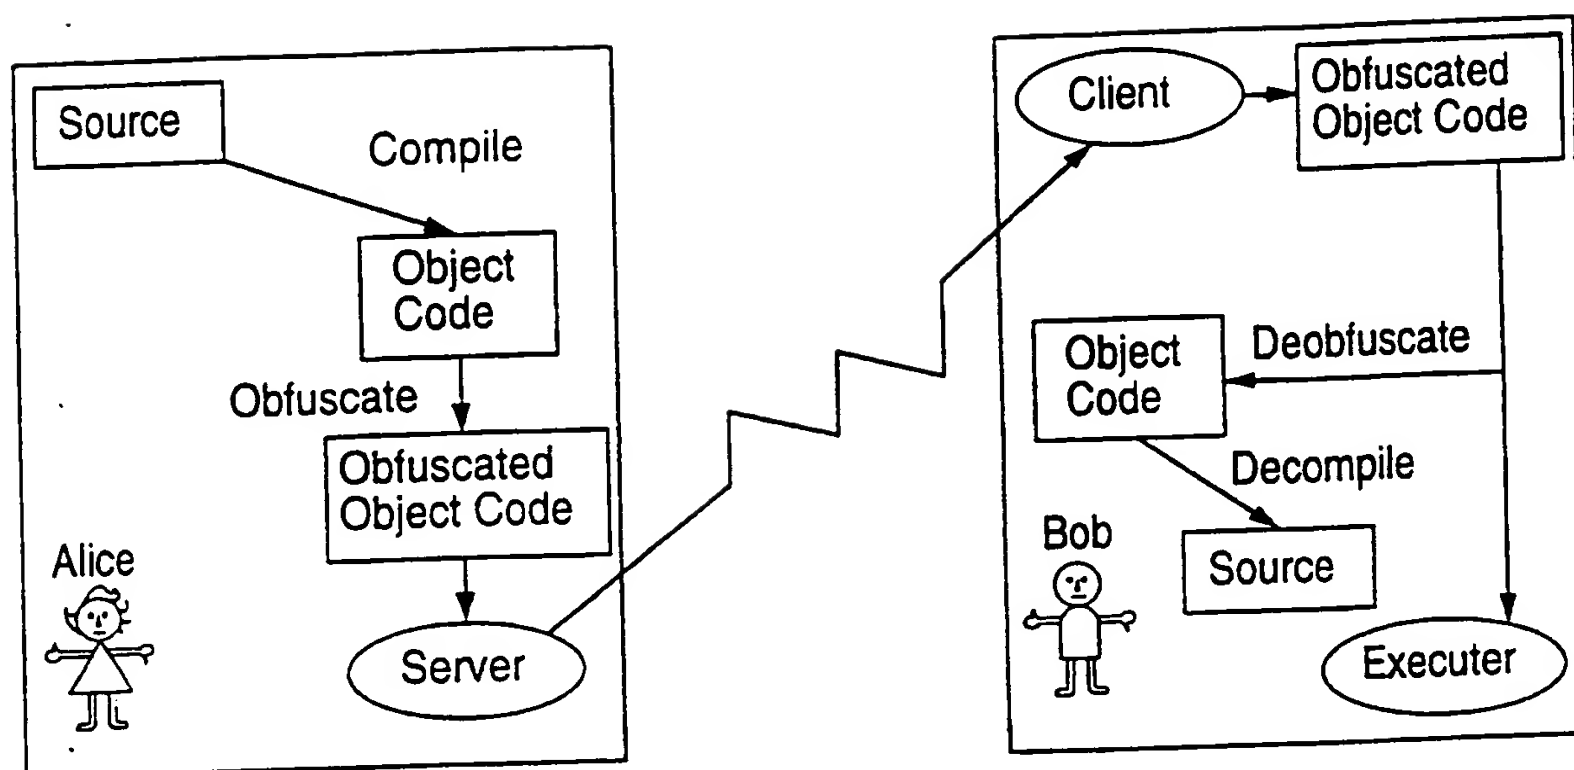 Source
Compile
Object
Code
Obfuscate
Obfuscated
Object Code
Alice
Server
Client
Obfuscated
Object Code
Object
Code
Deobfuscate
Decompile
Bob
Source
Executer